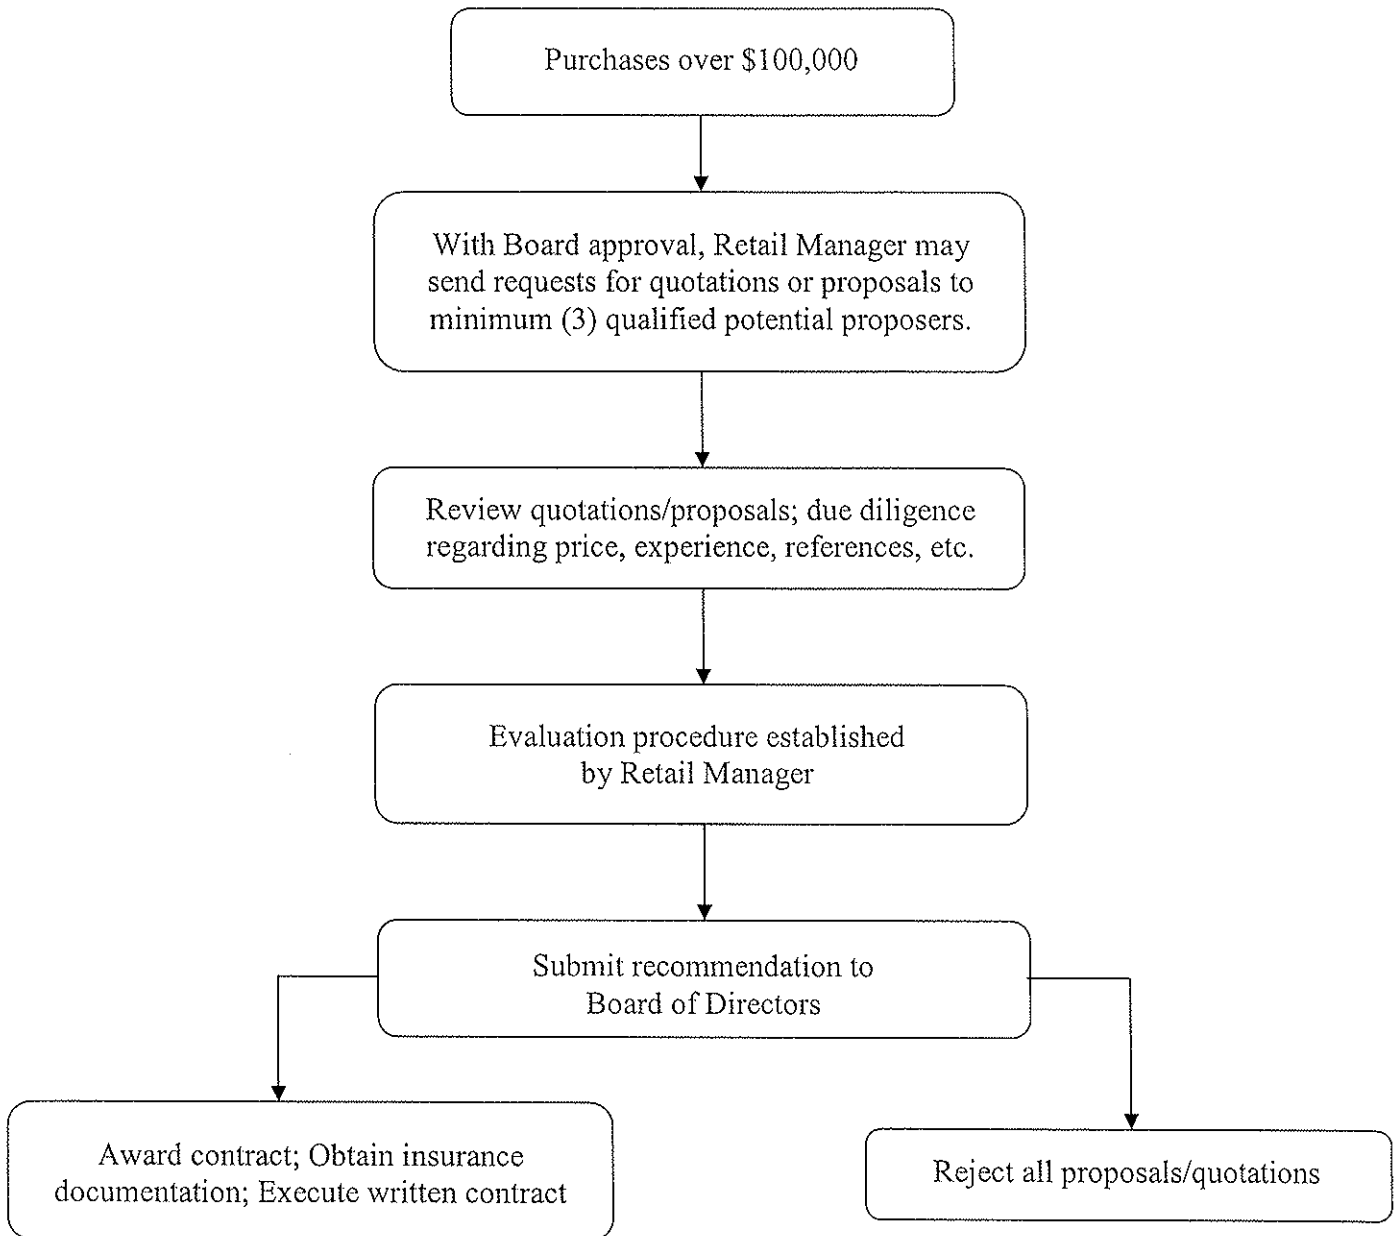 Purchases over $100,000
With Board approval, Retail Manager may
send requests for quotations or proposals to
minimum (3) qualified potential proposers.
Review quotations/proposals; due diligence
regarding price, experience, references, etc.
Evaluation procedure established
by Retail Manager
Submit recommendation to
Board of Directors
Award contract; Obtain insurance
documentation; Execute written contract
Reject all proposals/quotations